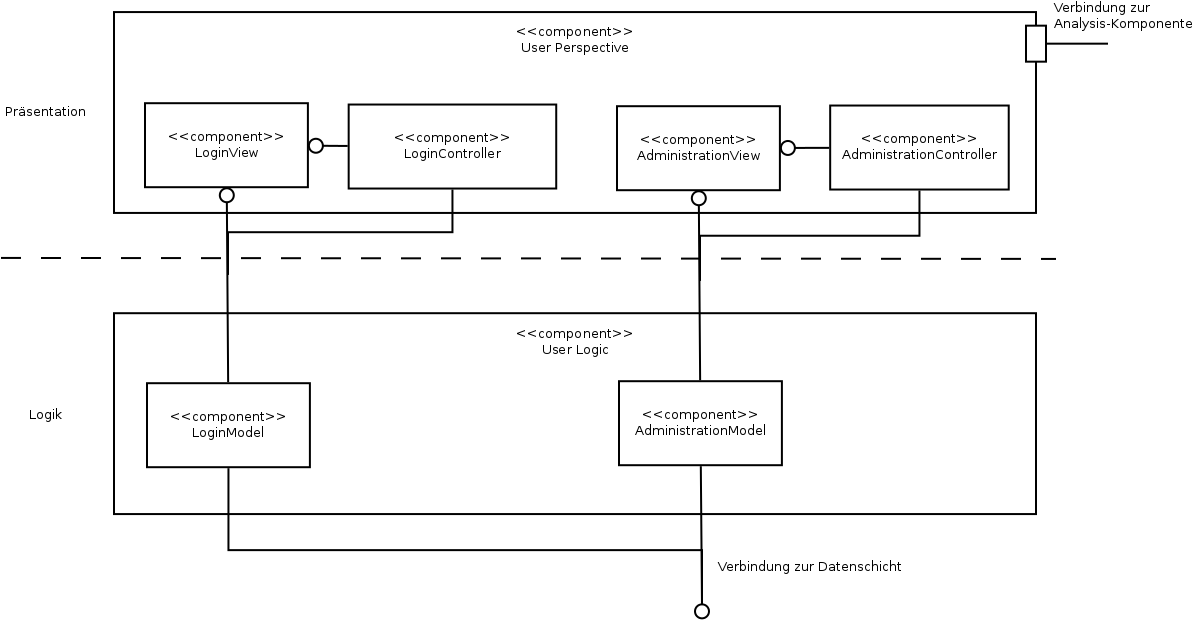 Verbindung zur
Analysis-Komponente
<<component>>
User Perspective
Präsentation
<<component>>
LoginView
<<component>>
LoginController
<<component>>
AdministrationView
<<component>>
AdministrationController
<<component>>
User Logic
Logik
<<component>>
LoginModel
<<component>>
AdministrationModel
Verbindung zur Datenschicht